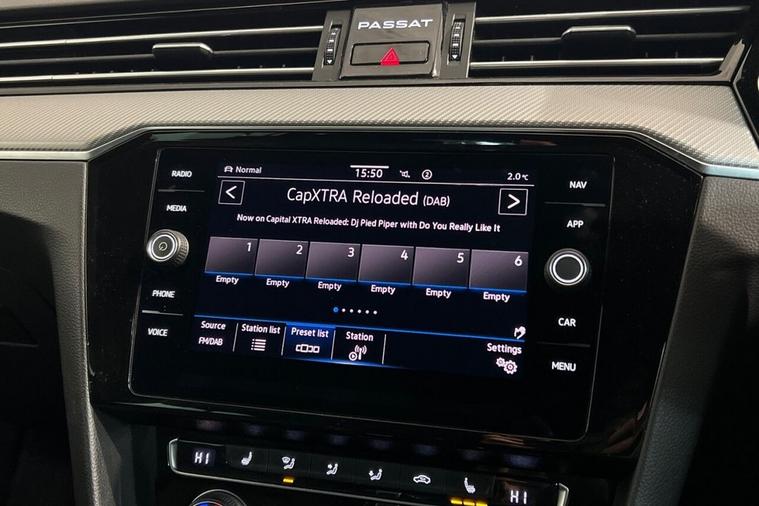 PASSAT
RADIO
MEDIA
PHONE
VOICE
Normal
15:50
2
2.0 °C
<
CapXTRA Reloaded (DAB)
>
Now on Capital XTRA Reloaded: Dj Pied Piper with Do You Really Like It
1 2 3 4 5 6
Empty Empty Empty Empty Empty Empty
Source
FM/DAB
Station list
Preset list
Station
Settings
NAV
APP
CAR
MENU
HI
HI